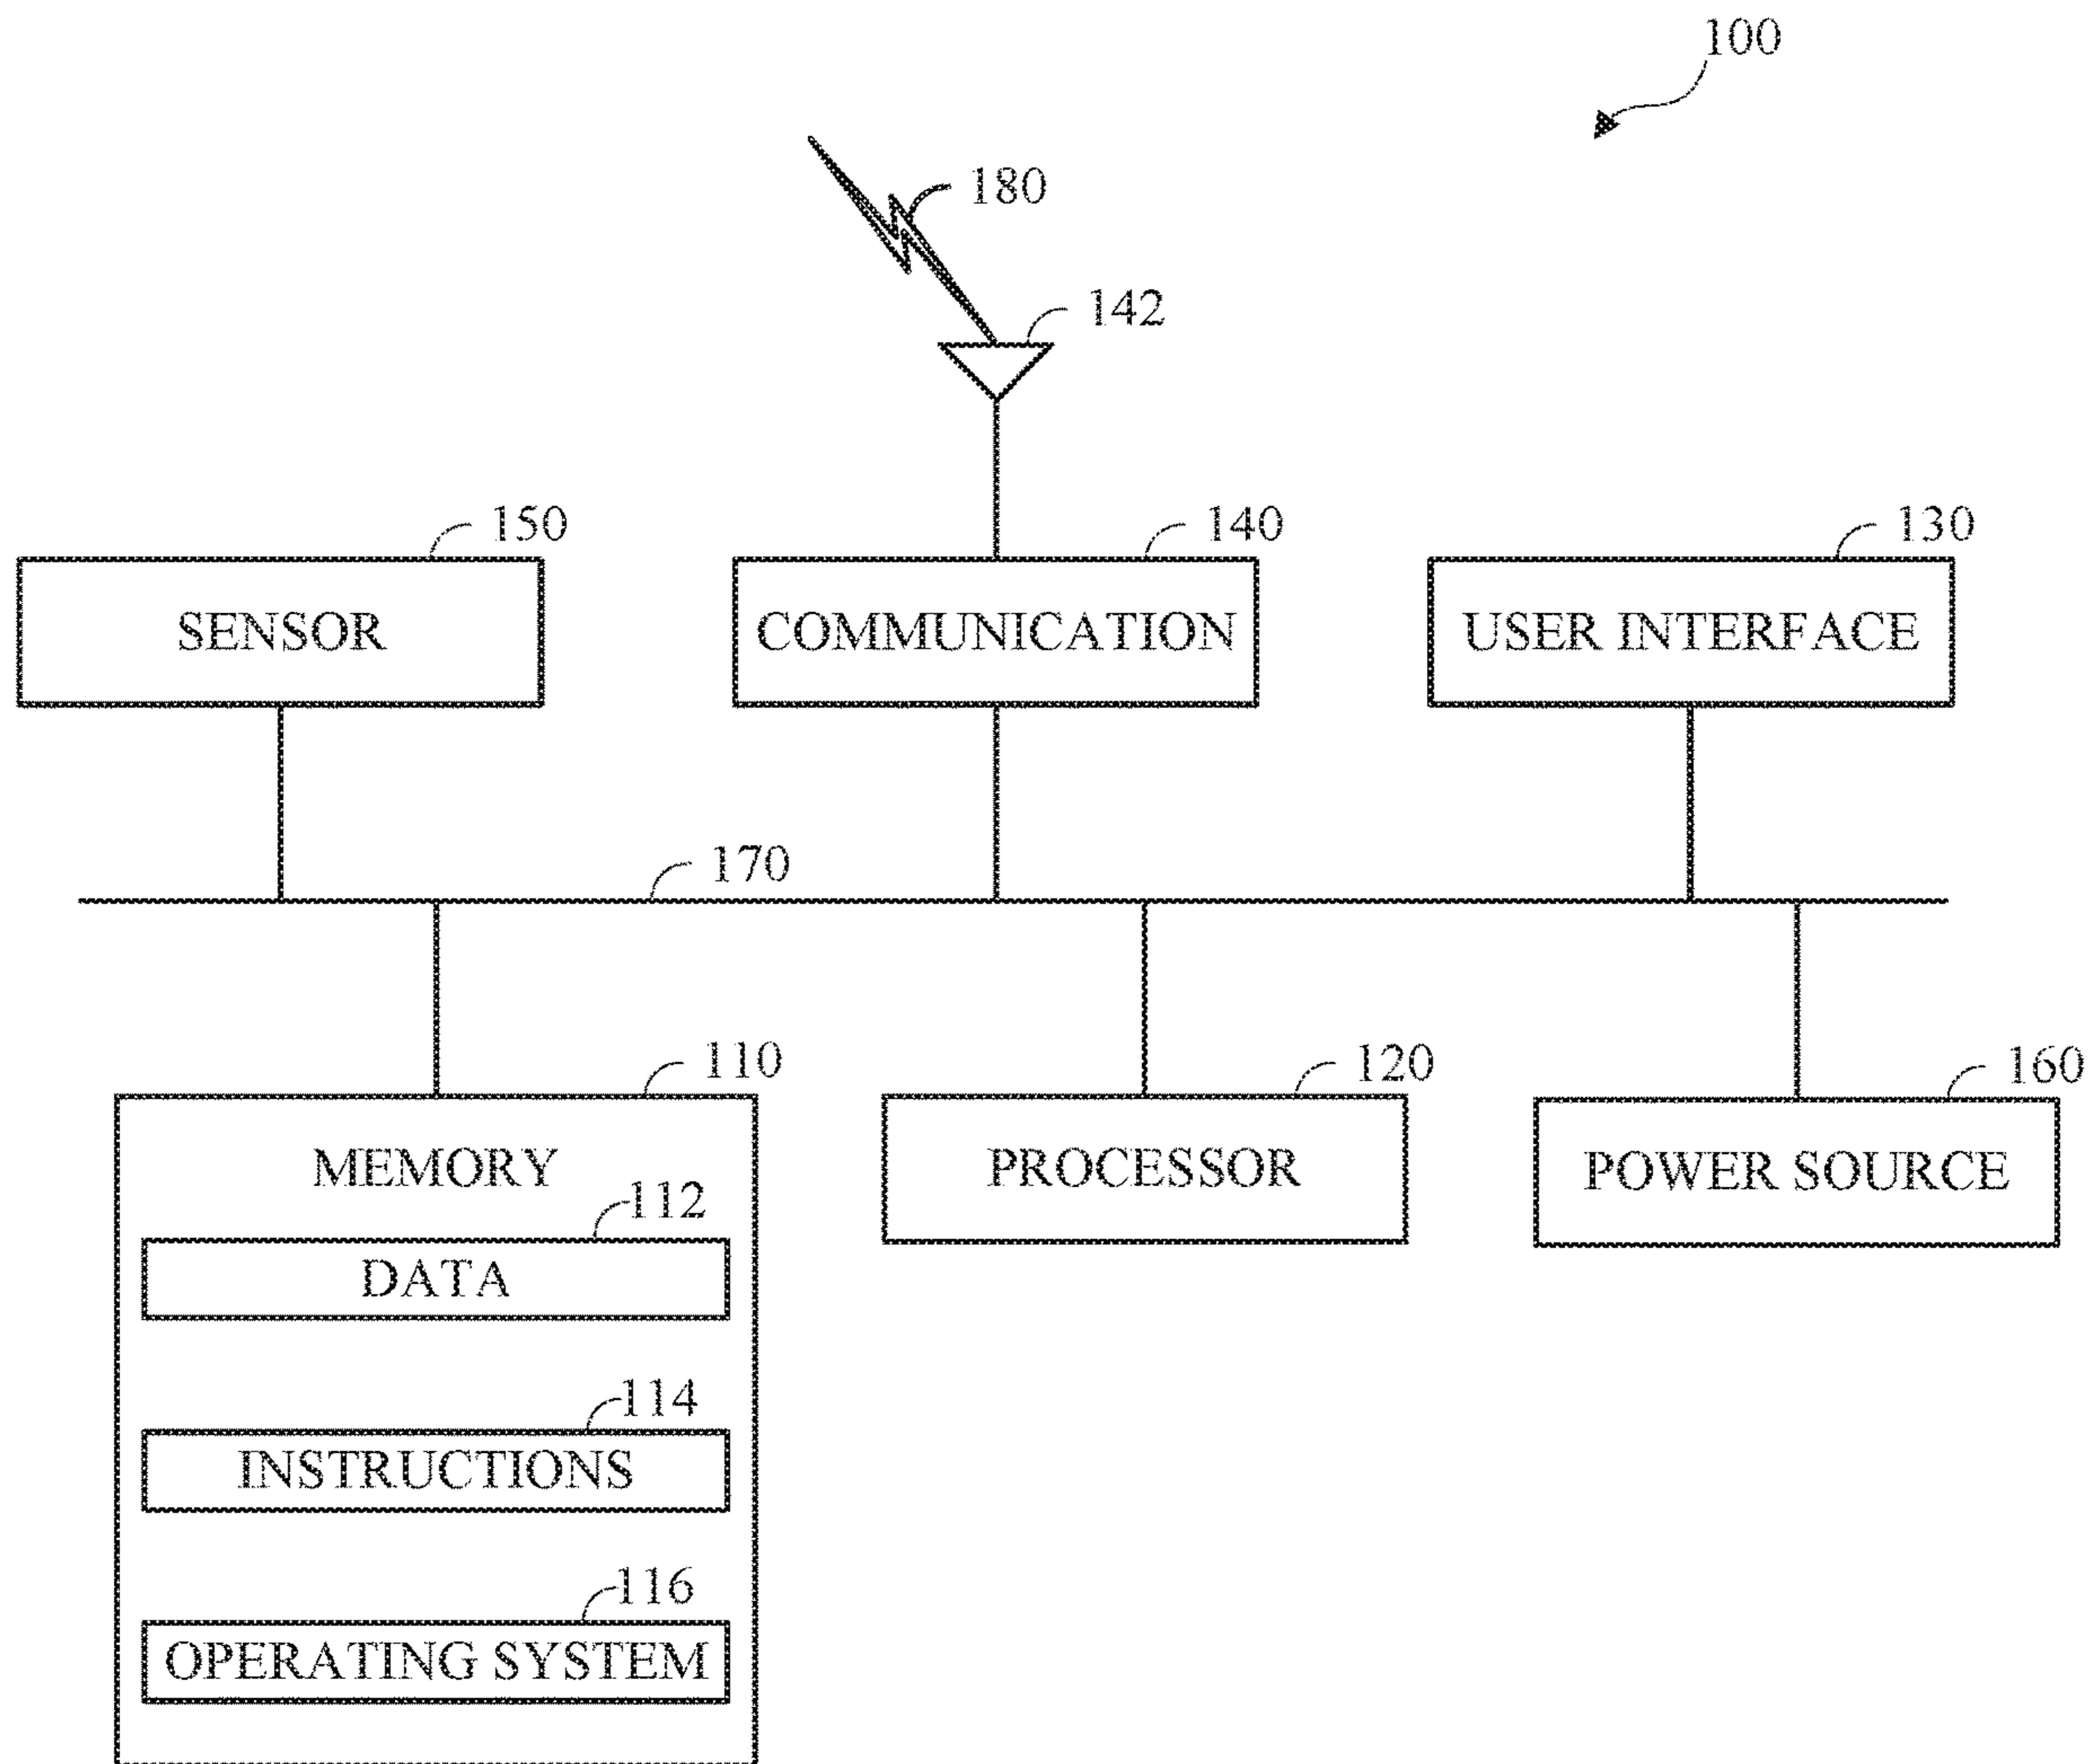 100
180
142
150
140
130
SENSOR
COMMUNICATION
USER INTERFACE
170
110
120
160
MEMORY
PROCESSOR
POWER SOURCE
112
DATA
114
INSTRUCTIONS
116
OPERATING SYSTEM